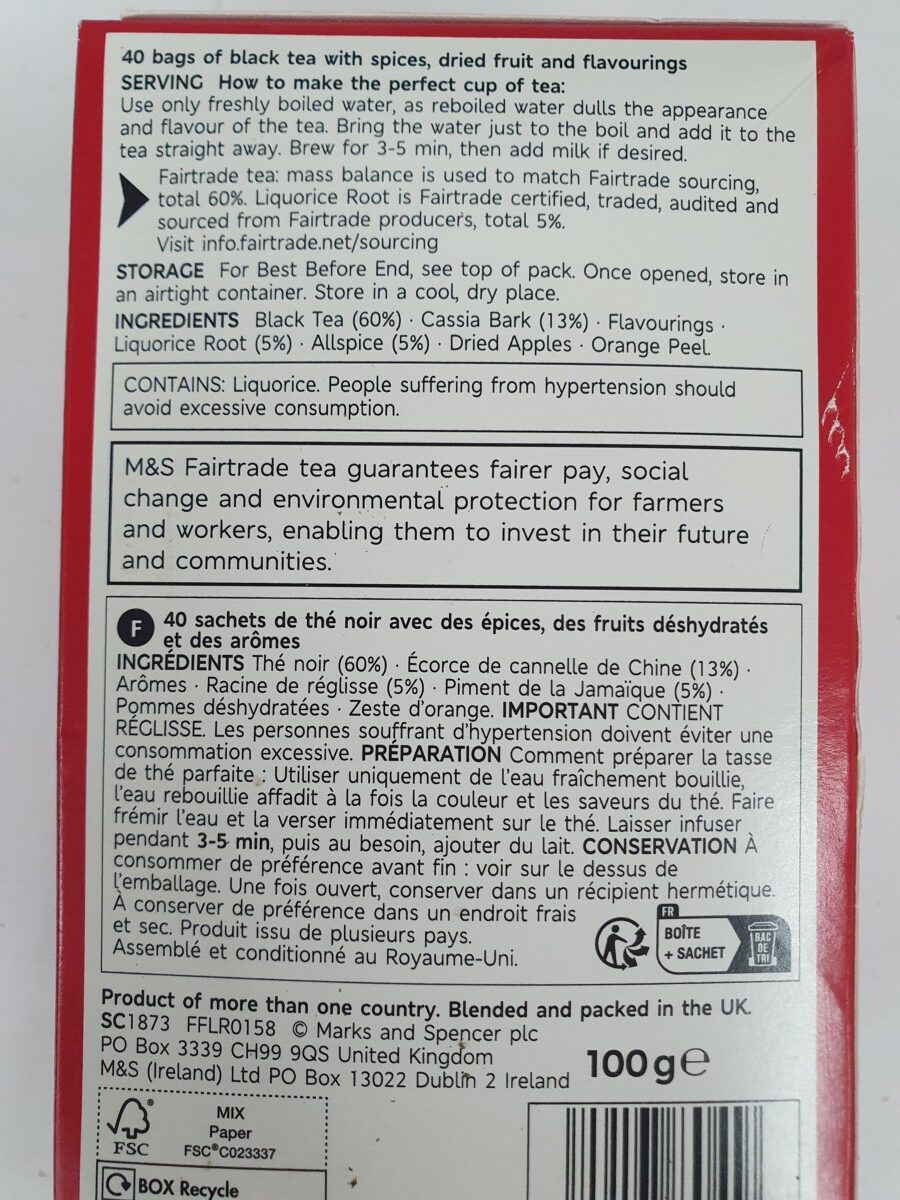 40 bags of black tea with spices, dried fruit and flavourings
SERVING How to make the perfect cup of tea:
Use only freshly boiled water, as reboiled water dulls the appearance
and flavour of the tea. Bring the water just to the boil and add it to the
tea straight away. Brew for 3-5 min, then add milk if desired.
Fairtrade tea: mass balance is used to match Fairtrade sourcing,
total 60%. Liquorice Root is Fairtrade certified, traded, audited and
sourced from Fairtrade producers, total 5%.
Visit info.fairtrade.net/sourcing
STORAGE For Best Before End, see top of pack. Once opened, store in
an airtight container. Store in a cool, dry place.
INGREDIENTS Black Tea (60%) · Cassia Bark (13%) · Flavourings ·
Liquorice Root (5%) · Allspice (5%) · Dried Apples · Orange Peel.
CONTAINS: Liquorice. People suffering from hypertension should
avoid excessive consumption.
M&S Fairtrade tea guarantees fairer pay, social
change and environmental protection for farmers
and workers, enabling them to invest in their future
and communities.
F 40 sachets de thé noir avec des épices, des fruits déshydratés
et des arômes
INGRÉDIENTS Thé noir (60%) · Écorce de cannelle de Chine (13%) ·
Arômes · Racine de réglisse (5%) · Piment de la Jamaïque (5%) ·
Pommes déshydratées · Zeste d'orange. IMPORTANT CONTIENT
RÉGLISSE. Les personnes souffrant d'hypertension doivent éviter une
consommation excessive. PRÉPARATION Comment préparer la tasse
de thé parfaite : Utiliser uniquement de l'eau fraîchement bouillie,
l'eau rebouillie affadit à la fois la couleur et les saveurs du thé. Faire
frémir l'eau et la verser immédiatement sur le thé. Laisser infuser
pendant 3-5 min, puis au besoin, ajouter du lait. CONSERVATION À
consommer de préférence avant fin : voir sur le dessus de
l'emballage. Une fois ouvert, conserver dans un récipient hermétique.
À conserver de préférence dans un endroit frais
et sec. Produit issu de plusieurs pays.
Assemblé et conditionné au Royaume-Uni.
FR
BOÎTE
+ SACHET
BAC
DE
TRI
Product of more than one country. Blended and packed in the UK.
SC1873 FFLR0158 © Marks and Spencer plc
PO Box 3339 CH99 9QS United Kingdom
M&S (Ireland) Ltd PO Box 13022 Dublin 2 Ireland
100g℮
FSC®
MIX
Paper
FSC®C023337
BOX Recycle